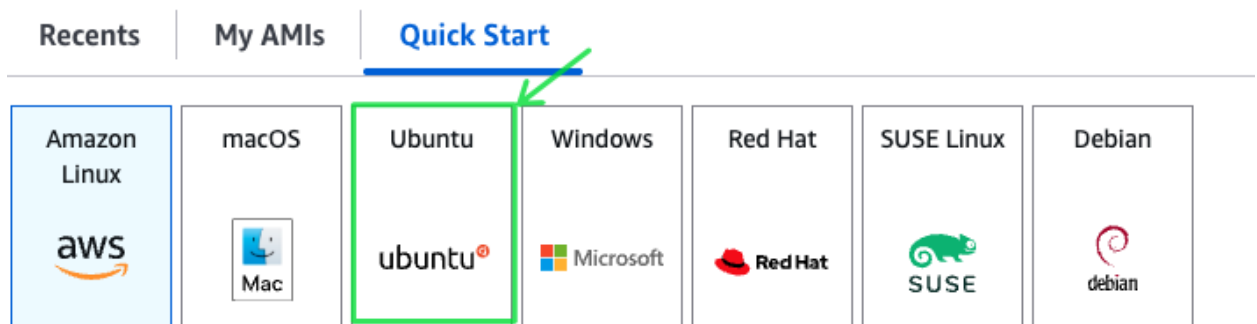 Recents My AMIs Quick Start
Amazon Linux
aws
macOS
Mac
Ubuntu
ubuntu
Windows
Microsoft
Red Hat
Red Hat
SUSE Linux
SUSE
Debian
debian